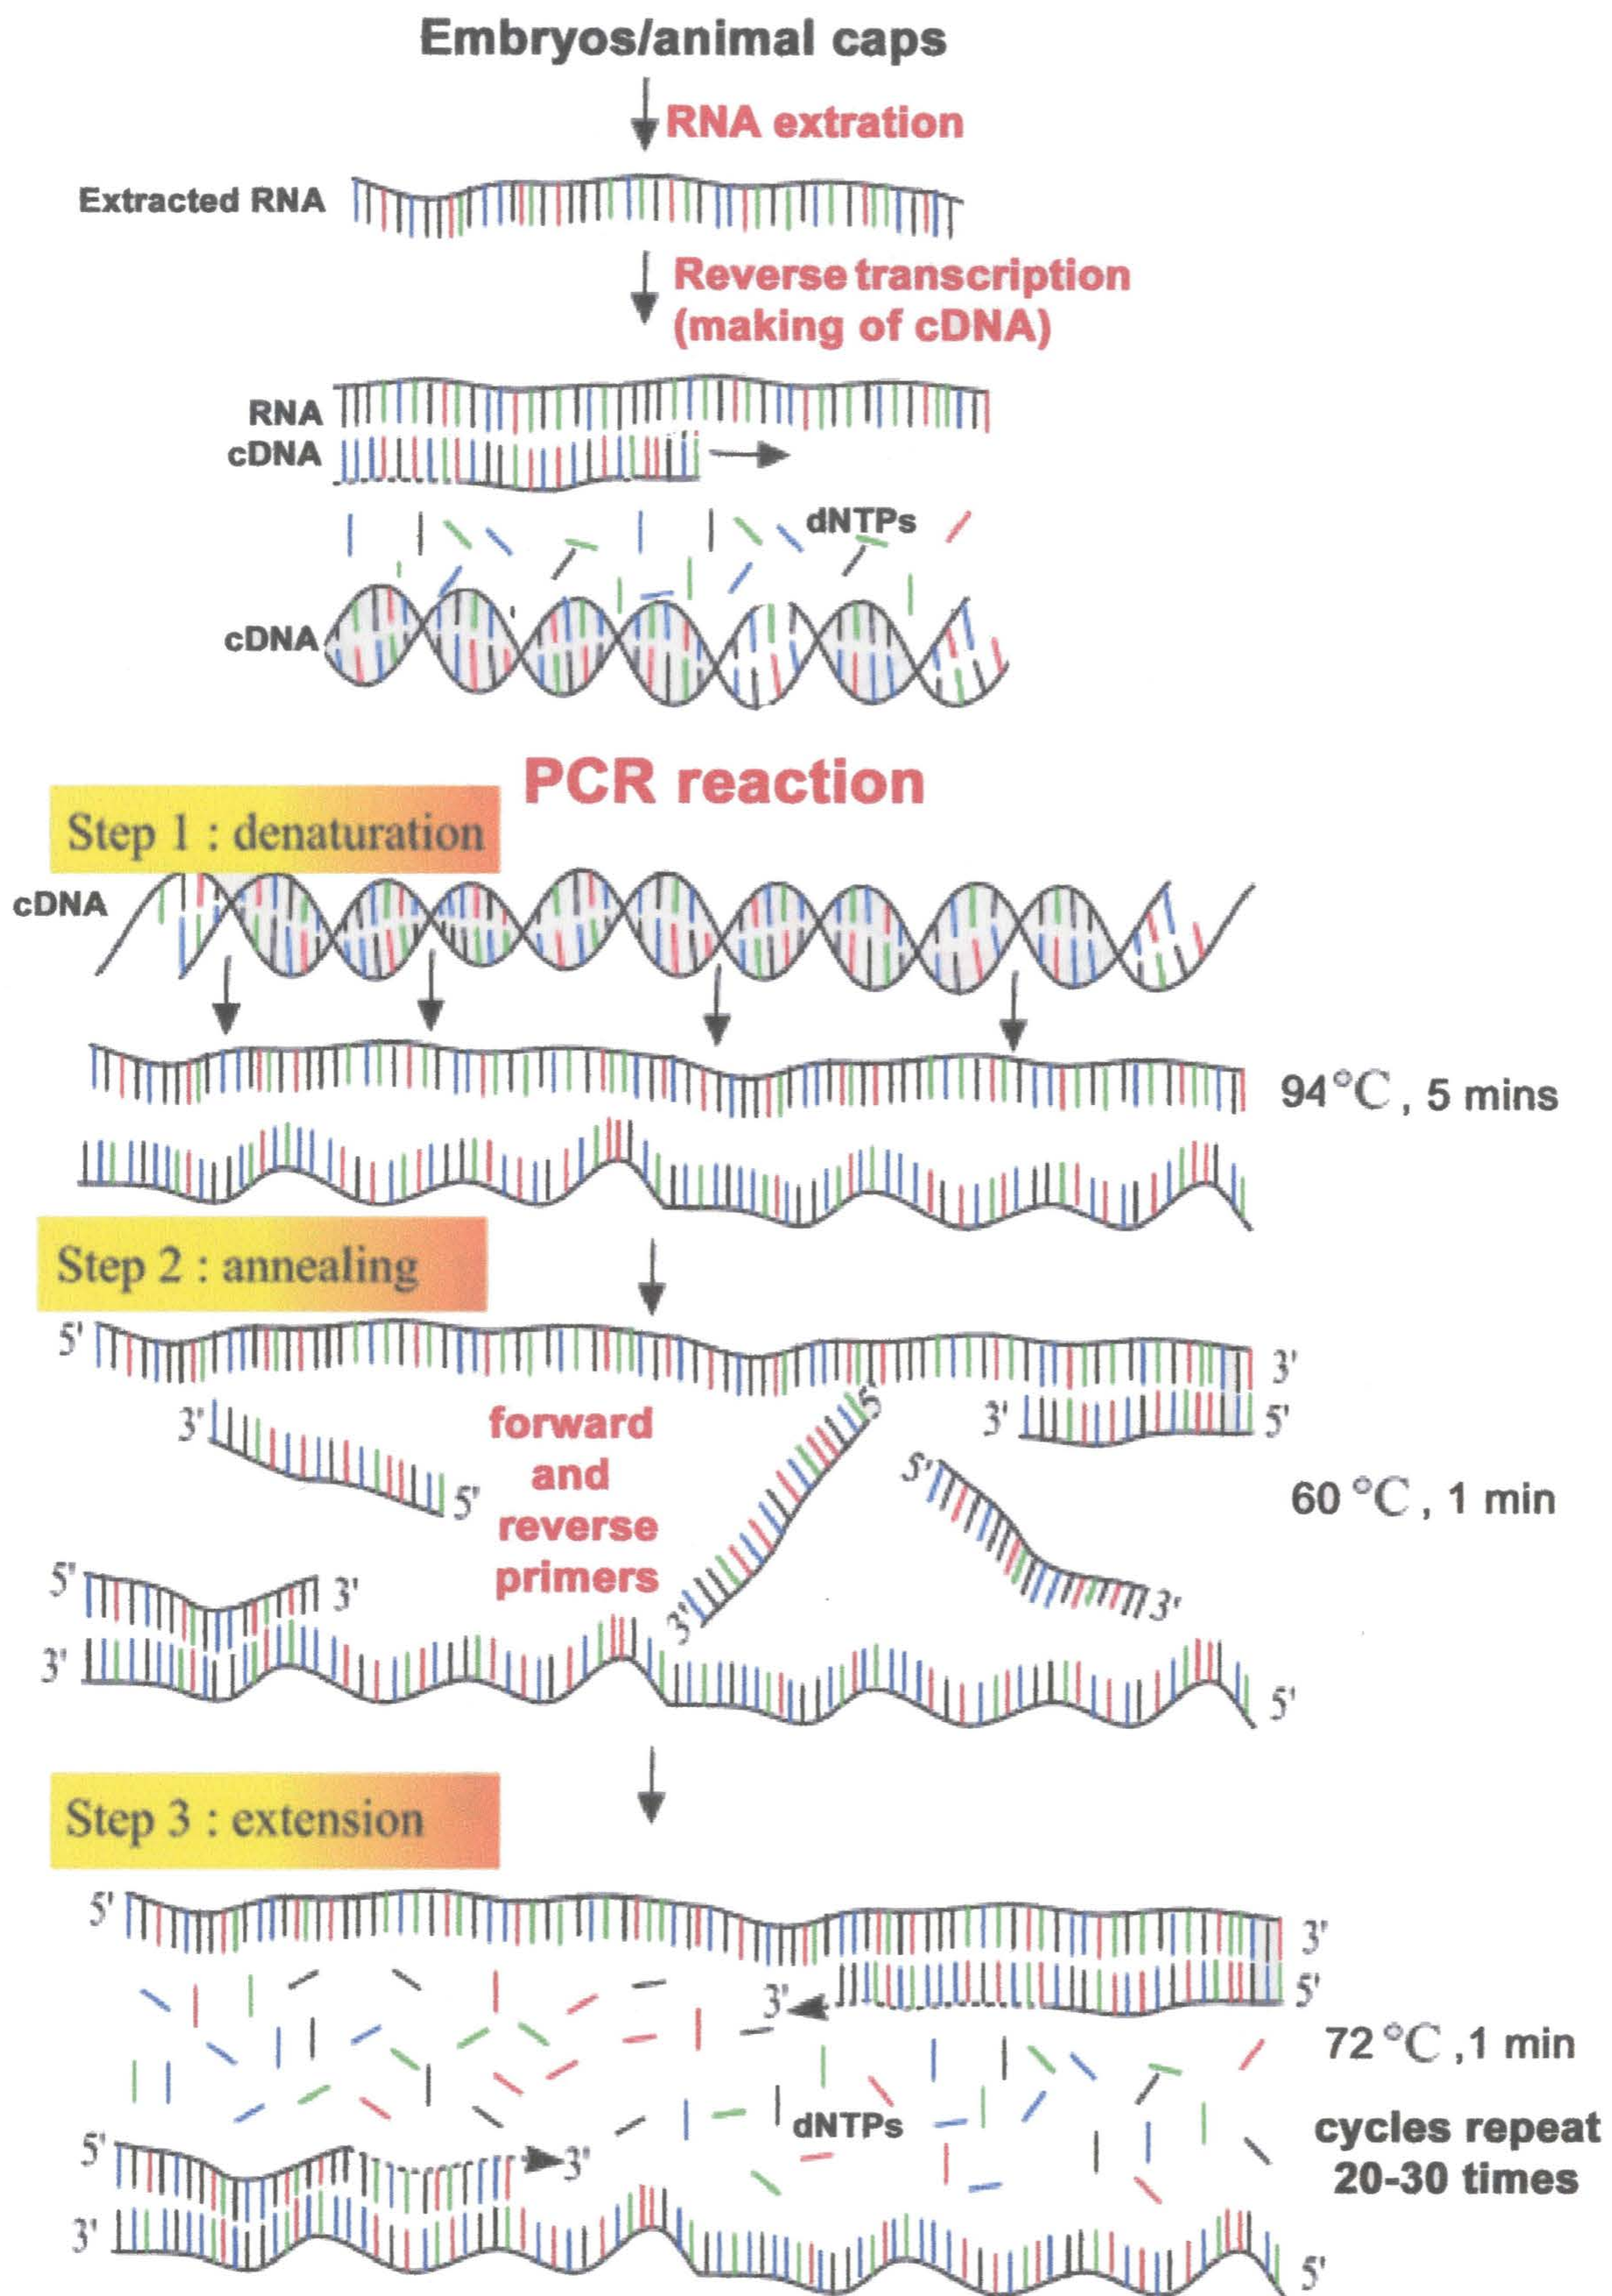 Embryos/animal caps
RNA extration
Extracted RNA
Reverse transcription
(making of cDNA)
RNA
cDNA
dNTPs
cDNA
PCR reaction
Step 1 : denaturation
cDNA
94°C, 5 mins
Step 2 : annealing
5'
3'
3'
5'
3'
5'
forward
and
reverse
primers
5'
3'
5'
3'
60 °C, 1 min
5'
3'
3'
5'
Step 3 : extension
5'
3'
3'
5'
72 °C ,1 min
dNTPs
cycles repeat
20-30 times
5'
3'
3'
5'